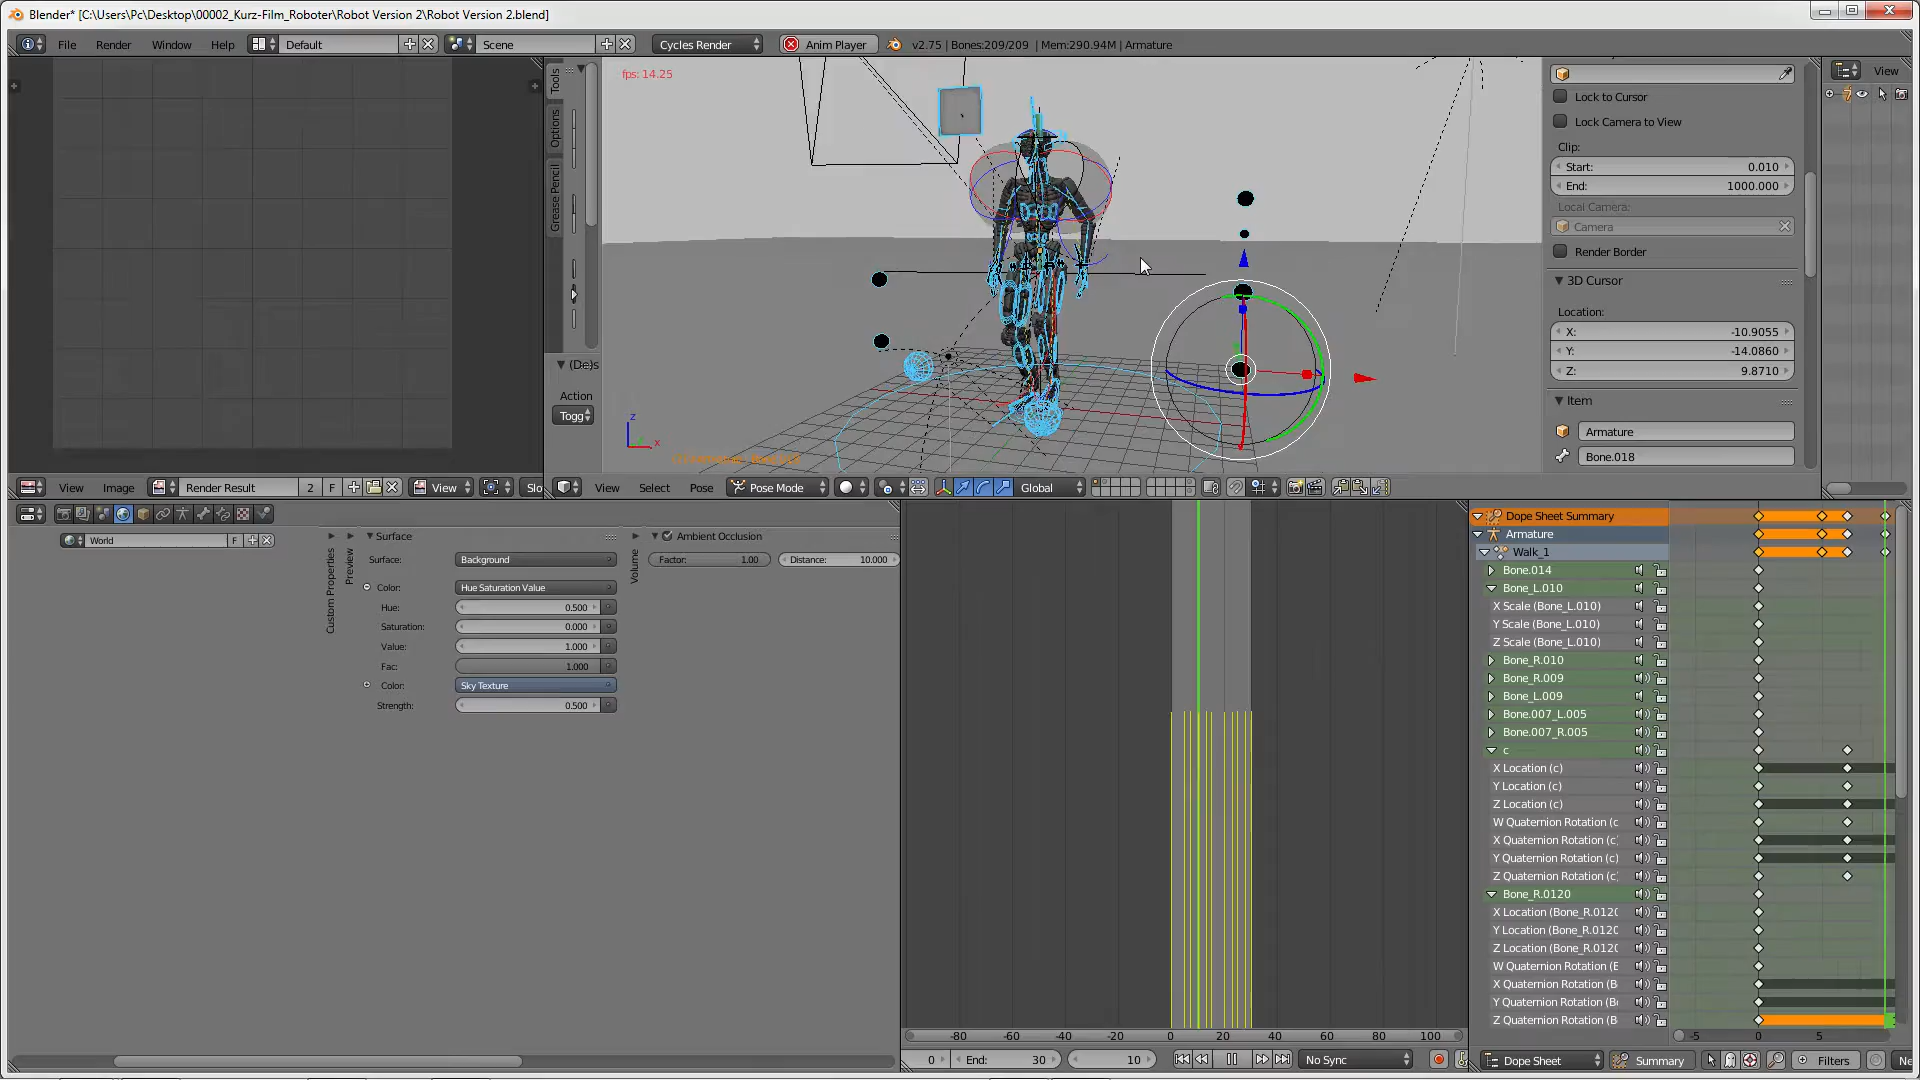 Blender* [C:\Users\Pc\Desktop\00002_Kurz-Film_Roboter\Robot Version 2\Robot Version 2.blend]
File Render Window Help Default Scene Cycles Render Anim Player v2.75 | Bones:209/209 | Mem:290.94M | Armature
fps: 14.25
Tools
Options
Grease Pencil
(De)s
Action
Togg
z
x
Lock to Cursor
Lock Camera to View
Clip:
Start: 0.010
End: 1000.000
Local Camera:
Camera
Render Border
3D Cursor
Location:
X: -10.9055
Y: -14.0860
Z: 9.8710
Item
Armature
Bone.018
View
View Image Render Result 2 F View Slo
View Select Pose Pose Mode Global
World F
Custom Properties
Preview
Surface
Surface: Background
Color: Hue Saturation Value
Hue: 0.500
Saturation: 0.000
Value: 1.000
Fac: 1.000
Color: Sky Texture
Strength: 0.500
Volume
Ambient Occlusion
Factor: 1.00 Distance: 10.000
-80 -60 -40 -20 0 20 40 60 80 100
0 End: 30 10 No Sync
Dope Sheet Summary
Armature
Walk_1
Bone.014
Bone_L.010
X Scale (Bone_L.010)
Y Scale (Bone_L.010)
Z Scale (Bone_L.010)
Bone_R.010
Bone_R.009
Bone_L.009
Bone.007_L.005
Bone.007_R.005
c
X Location (c)
Y Location (c)
Z Location (c)
W Quaternion Rotation (c
X Quaternion Rotation (c
Y Quaternion Rotation (c)
Z Quaternion Rotation (c
Bone_R.0120
X Location (Bone_R.0120
Y Location (Bone_R.0120
Z Location (Bone_R.0120
W Quaternion Rotation (E
X Quaternion Rotation (B
Y Quaternion Rotation (B
Z Quaternion Rotation (B
-5 0 5
Dope Sheet Summary Filters Ne